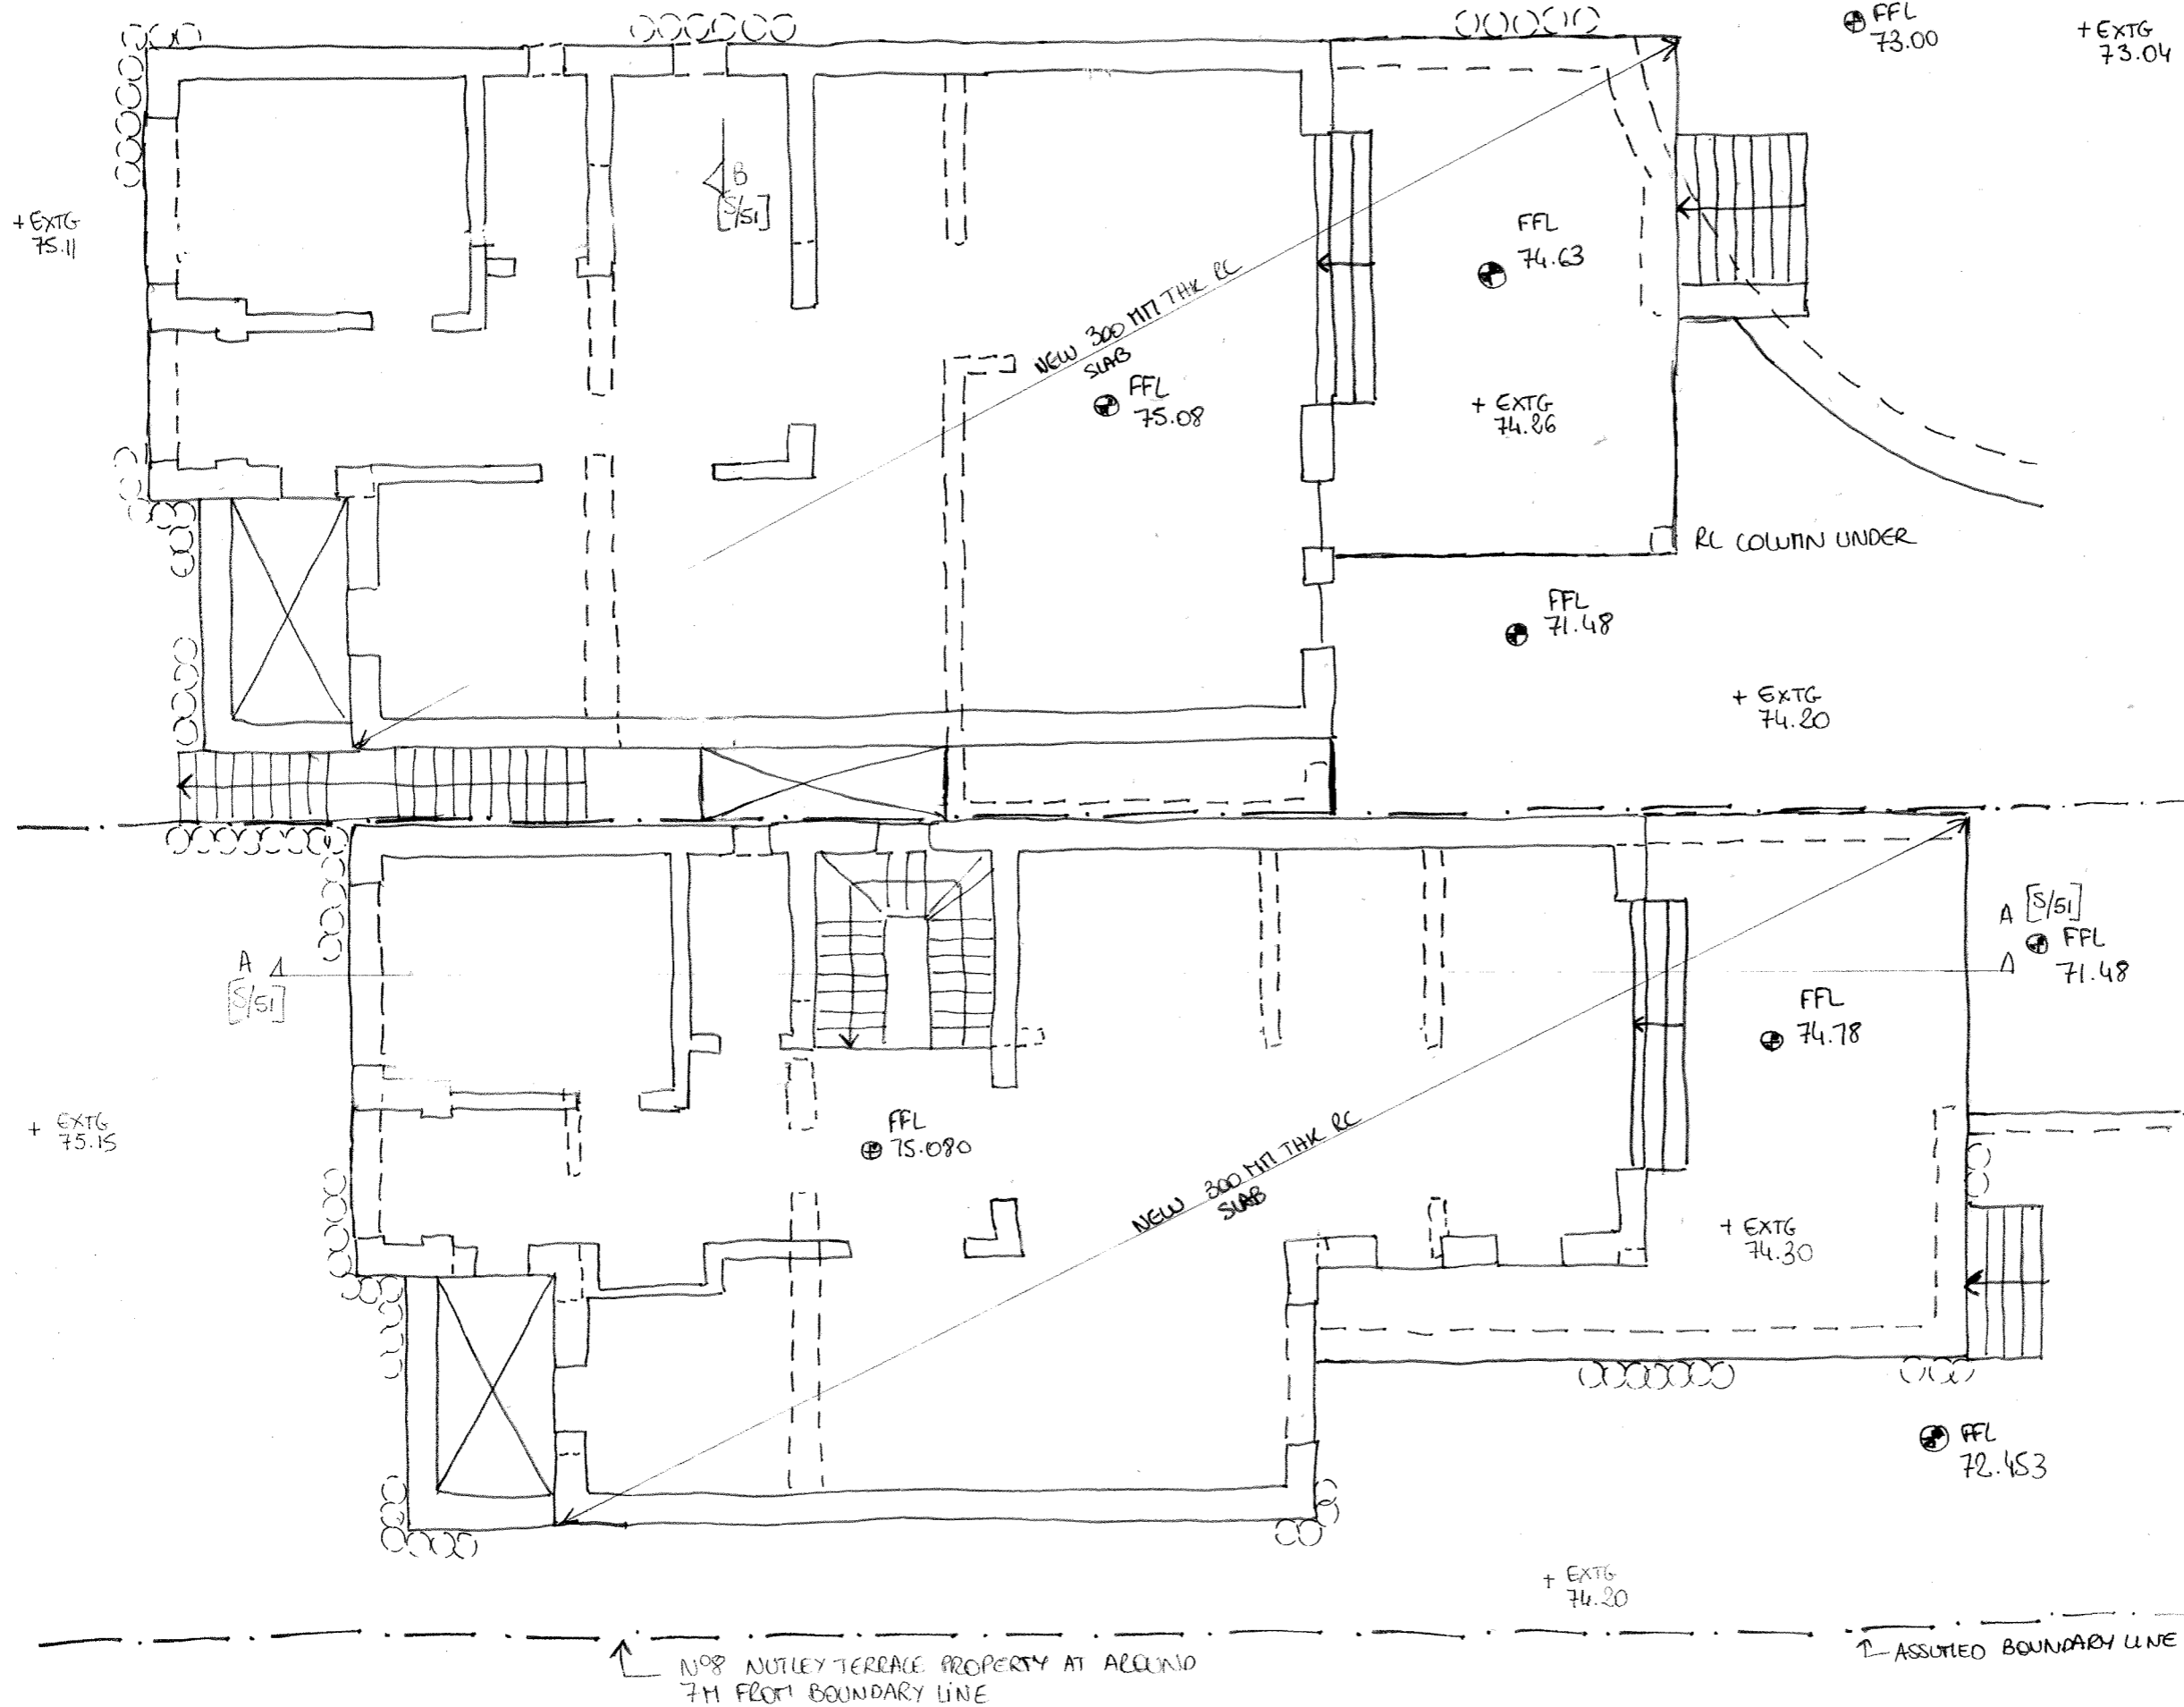 FFL
73.00
+ EXTG
73.04
+ EXTG
75.11
B
[S/51]
FFL
74.63
NEW 300 MM THK RC
SLAB
FFL
75.08
+ EXTG
74.26
RC COLUMN UNDER
FFL
71.48
+ EXTG
74.20
A
[S/51]
A [S/51]
FFL
71.48
FFL
74.78
+ EXTG
75.15
FFL
75.080
NEW 300 MM THK RC
SLAB
+ EXTG
74.30
FFL
72.453
+ EXTG
74.20
Nº8 NUTLEY TERRACE PROPERTY AT AROUND
7M FROM BOUNDARY LINE
ASSUMED BOUNDARY LINE